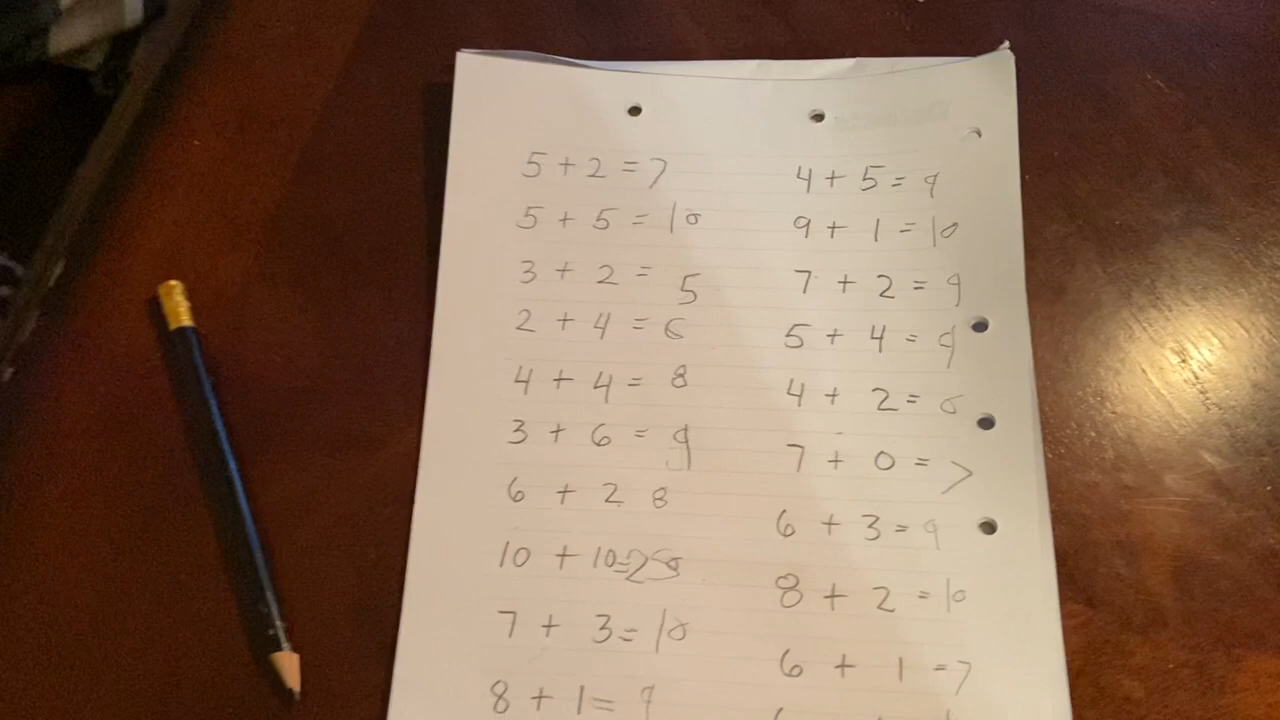 5 + 2 = 7
5 + 5 = 10
3 + 2 = 5
2 + 4 = 6
4 + 4 = 8
3 + 6 = 9
6 + 2 8
10 + 10 = 20
7 + 3 = 10
8 + 1 = 9
4 + 5 = 9
9 + 1 = 10
7 + 2 = 9
5 + 4 = 9
4 + 2 = 6
7 + 0 = 7
6 + 3 = 9
8 + 2 = 10
6 + 1 = 7